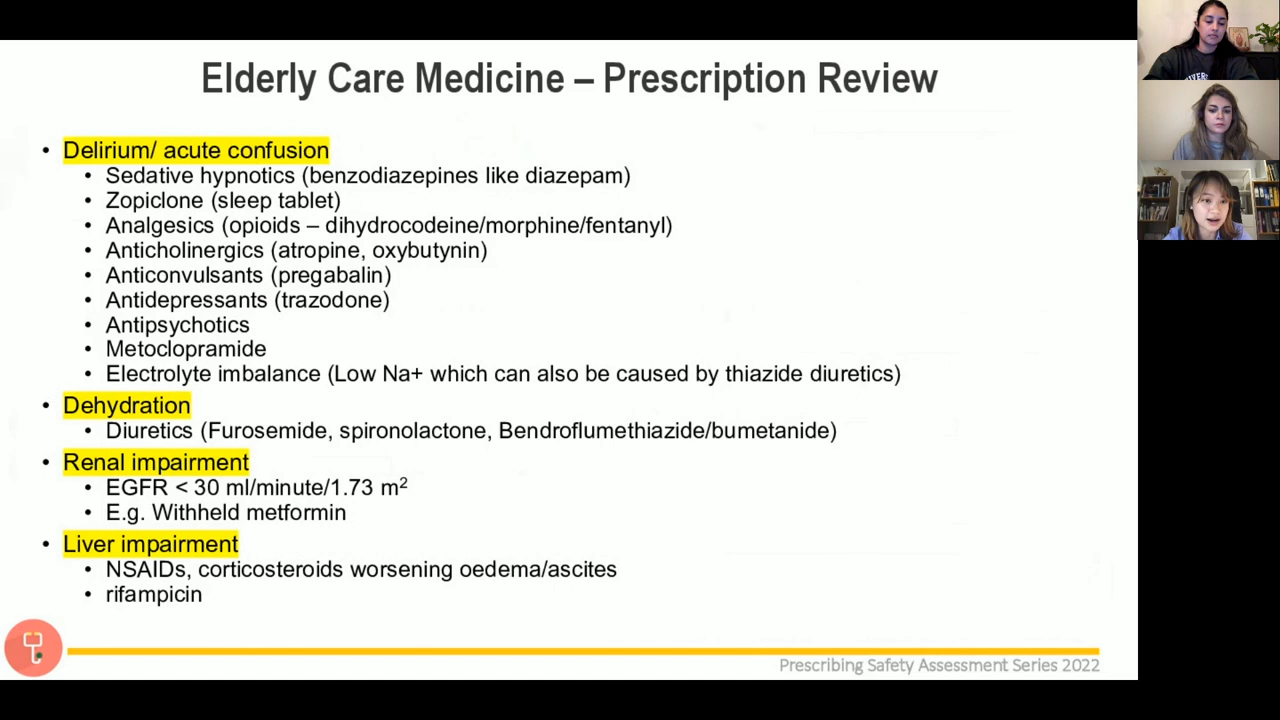 Elderly Care Medicine – Prescription Review
• Delirium/ acute confusion
• Sedative hypnotics (benzodiazepines like diazepam)
• Zopiclone (sleep tablet)
• Analgesics (opioids – dihydrocodeine/morphine/fentanyl)
• Anticholinergics (atropine, oxybutynin)
• Anticonvulsants (pregabalin)
• Antidepressants (trazodone)
• Antipsychotics
• Metoclopramide
• Electrolyte imbalance (Low Na+ which can also be caused by thiazide diuretics)
• Dehydration
• Diuretics (Furosemide, spironolactone, Bendroflumethiazide/bumetanide)
• Renal impairment
• EGFR < 30 ml/minute/1.73 m²
• E.g. Withheld metformin
• Liver impairment
• NSAIDs, corticosteroids worsening oedema/ascites
• rifampicin
Prescribing Safety Assessment Series 2022